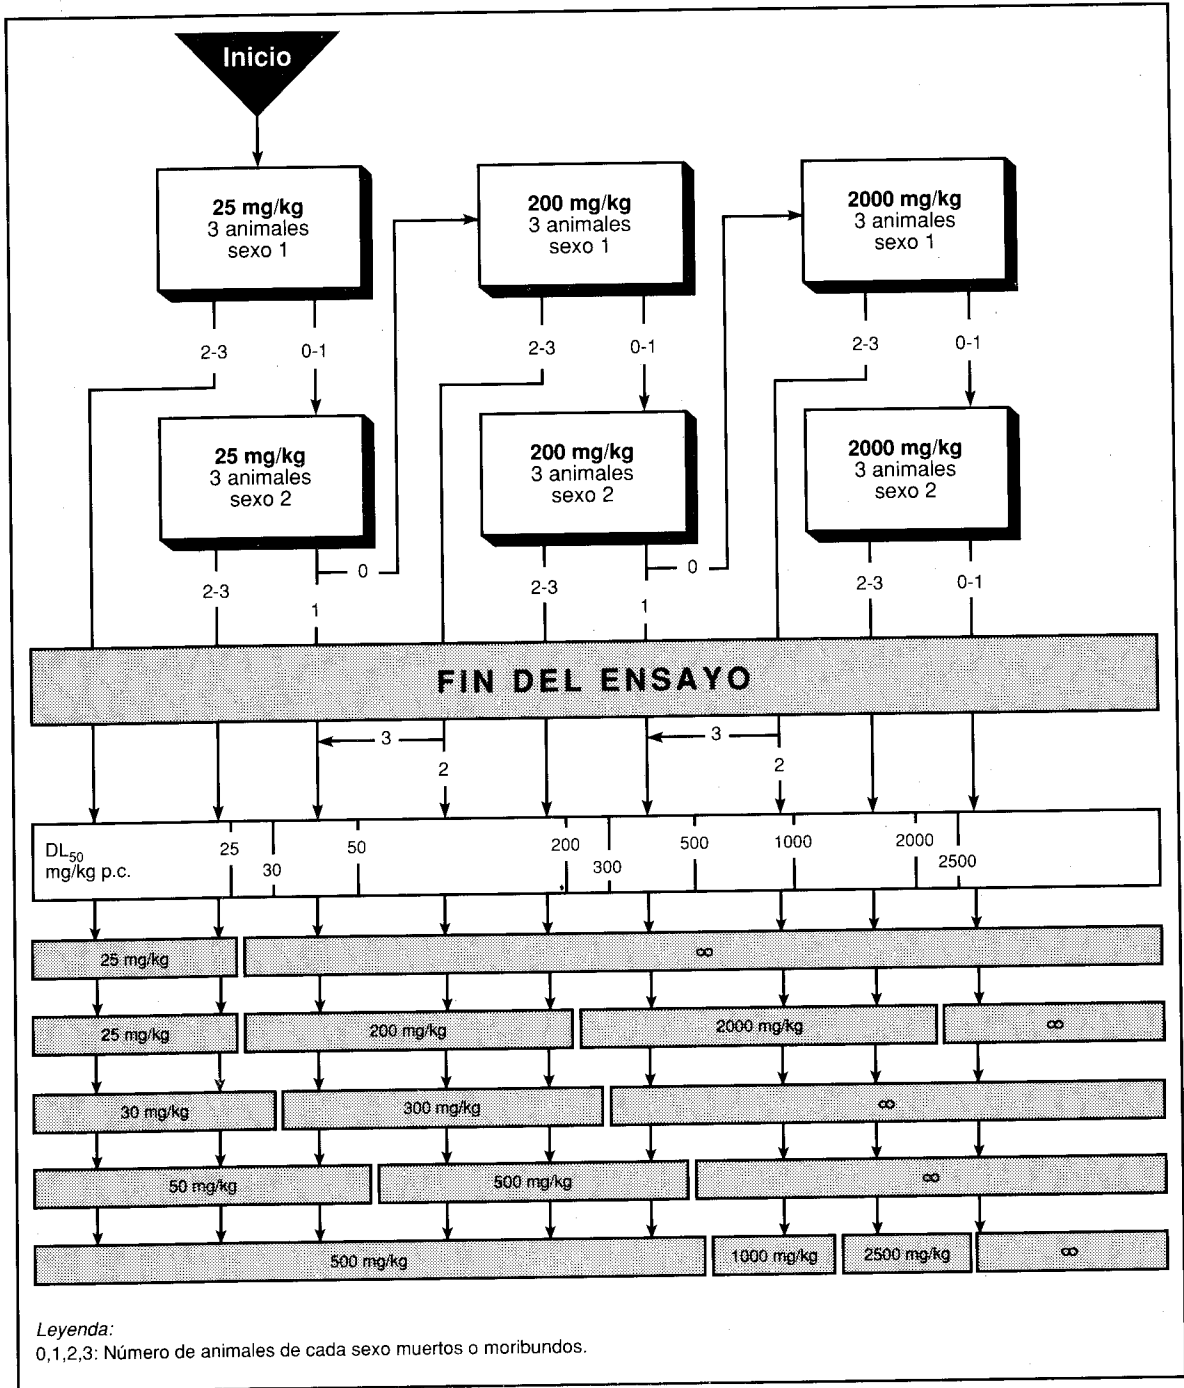 Inicio
25 mg/kg
3 animales
sexo 1
200 mg/kg
3 animales
sexo 1
2000 mg/kg
3 animales
sexo 1
2-3
0-1
2-3
0-1
2-3
0-1
25 mg/kg
3 animales
sexo 2
200 mg/kg
3 animales
sexo 2
2000 mg/kg
3 animales
sexo 2
2-3
1
0
2-3
1
0
2-3
0-1
FIN DEL ENSAYO
3
2
3
2
DL50
mg/kg p.c.
25
30
50
200
300
500
1000
2000
2500
25 mg/kg
∞
25 mg/kg
200 mg/kg
2000 mg/kg
∞
30 mg/kg
300 mg/kg
∞
50 mg/kg
500 mg/kg
∞
500 mg/kg
1000 mg/kg
2500 mg/kg
∞
Leyenda:
0,1,2,3: Número de animales de cada sexo muertos o moribundos.